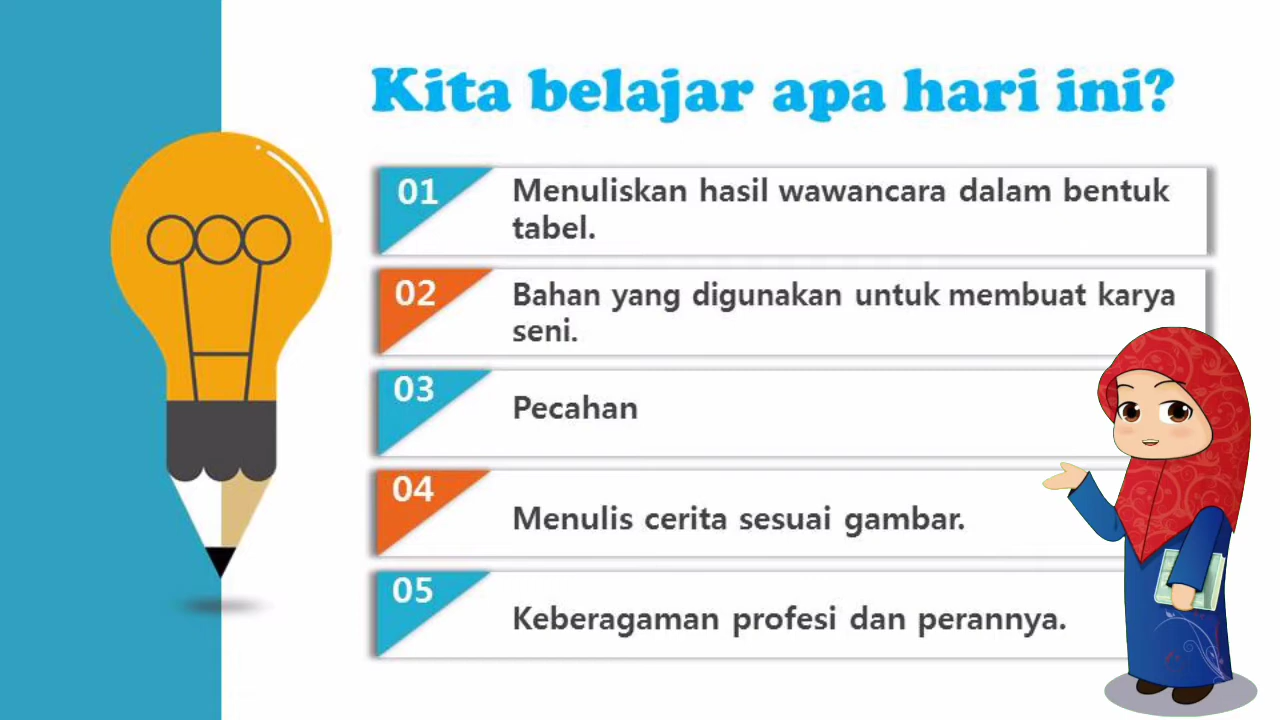 Kita belajar apa hari ini?
01
Menuliskan hasil wawancara dalam bentuk
tabel.
02
Bahan yang digunakan untuk membuat karya
seni.
03
Pecahan
04
Menulis cerita sesuai gambar.
05
Keberagaman profesi dan perannya.